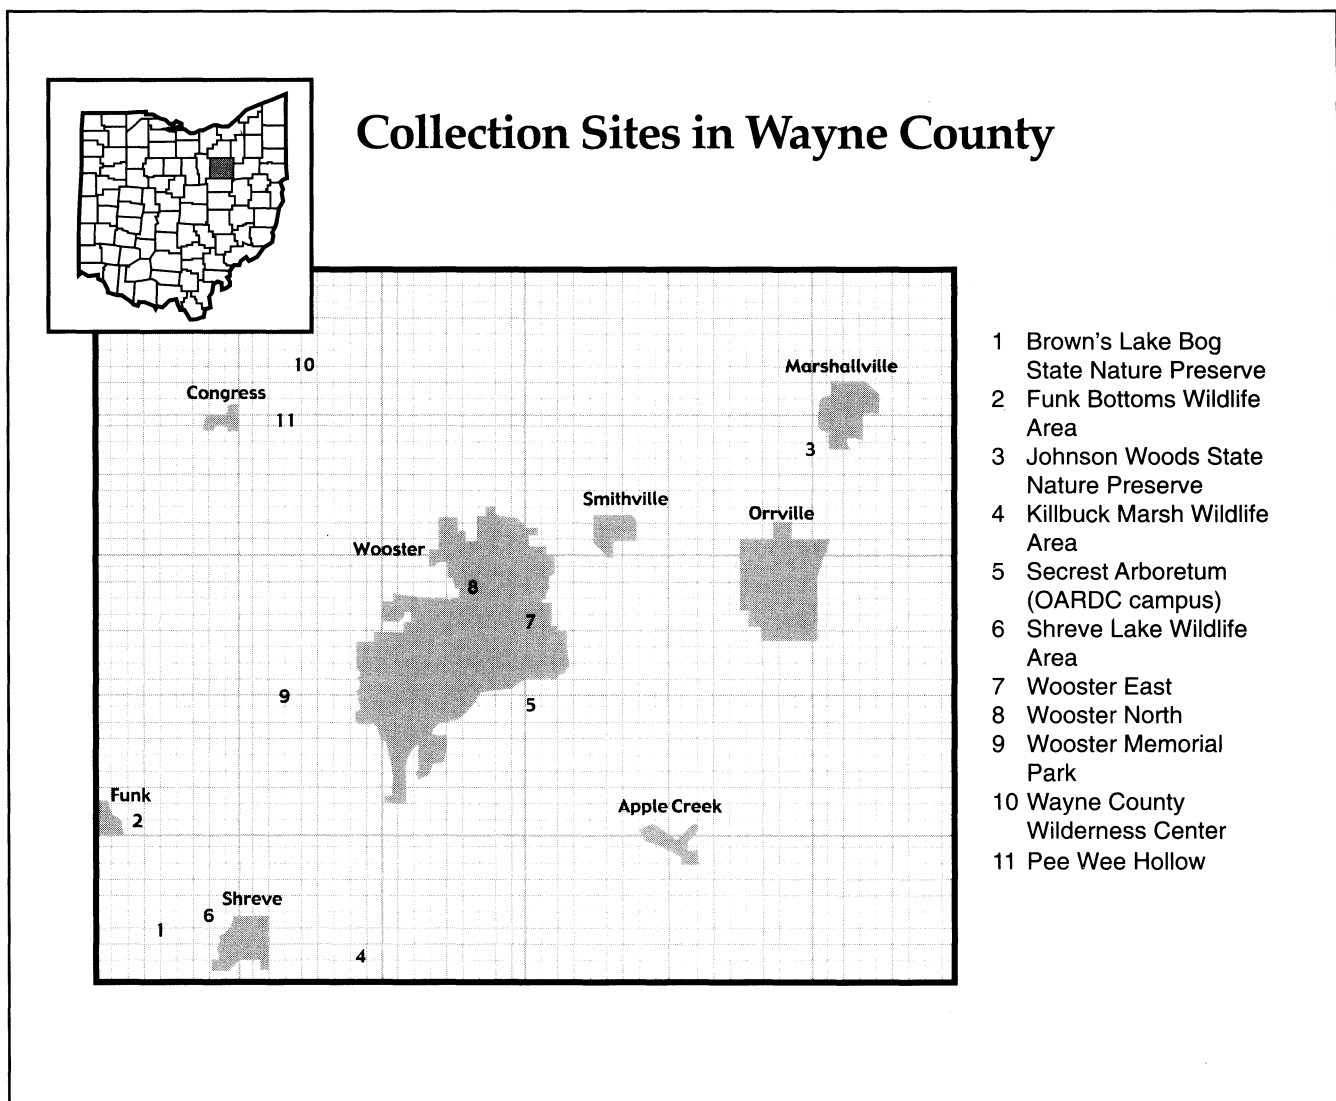 Collection Sites in Wayne County
10
Congress
11
Marshallville
3
Smithville
Orrville
Wooster
8
7
9
5
Funk
2
Apple Creek
Shreve
6
1
4
1 Brown's Lake Bog
State Nature Preserve
2 Funk Bottoms Wildlife
Area
3 Johnson Woods State
Nature Preserve
4 Killbuck Marsh Wildlife
Area
5 Secrest Arboretum
(OARDC campus)
6 Shreve Lake Wildlife
Area
7 Wooster East
8 Wooster North
9 Wooster Memorial
Park
10 Wayne County
Wilderness Center
11 Pee Wee Hollow